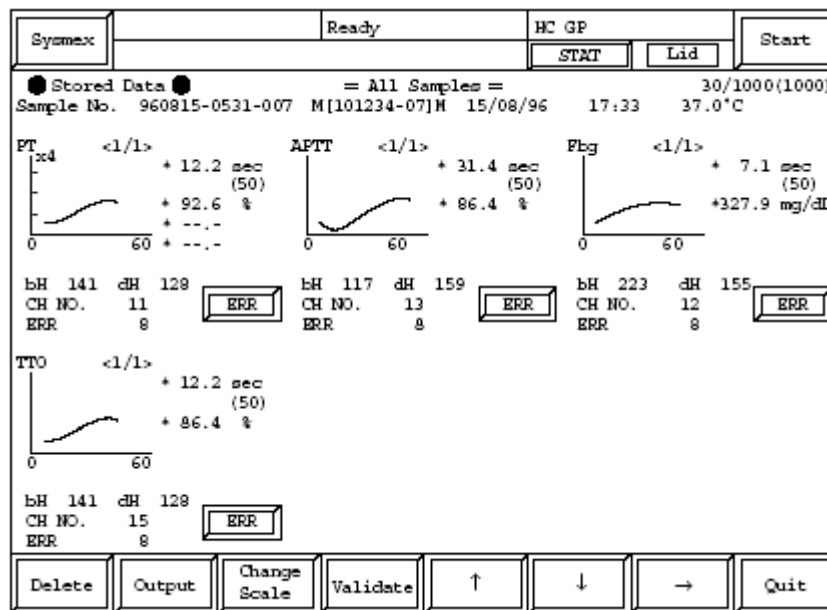 Sysmex Ready HC GP Start
STAT Lid
Stored Data = All Samples = 30/1000(1000)
Sample No. 960815-0531-007 M[101234-07]M 15/08/96 17:33 37.0°C
PT <1/1> APTT <1/1> Fbg <1/1>
x4 * 12.2 sec * 31.4 sec * 7.1 sec
(50) (50) (50)
* 92.6 % * 86.4 % *327.9 mg/dl
* --.-
0 60 * --.- 0 60 0 60
bH 141 dH 128 bH 117 dH 159 bH 223 dH 155
CH NO. 11 ERR CH NO. 13 ERR CH NO. 12 ERR
ERR 8 ERR 8 ERR 8
TTO <1/1>
* 12.2 sec
(50)
* 86.4 %
0 60
bH 141 dH 128
CH NO. 15 ERR
ERR 8
Delete Output Change Scale Validate ↑ ↓ → Quit